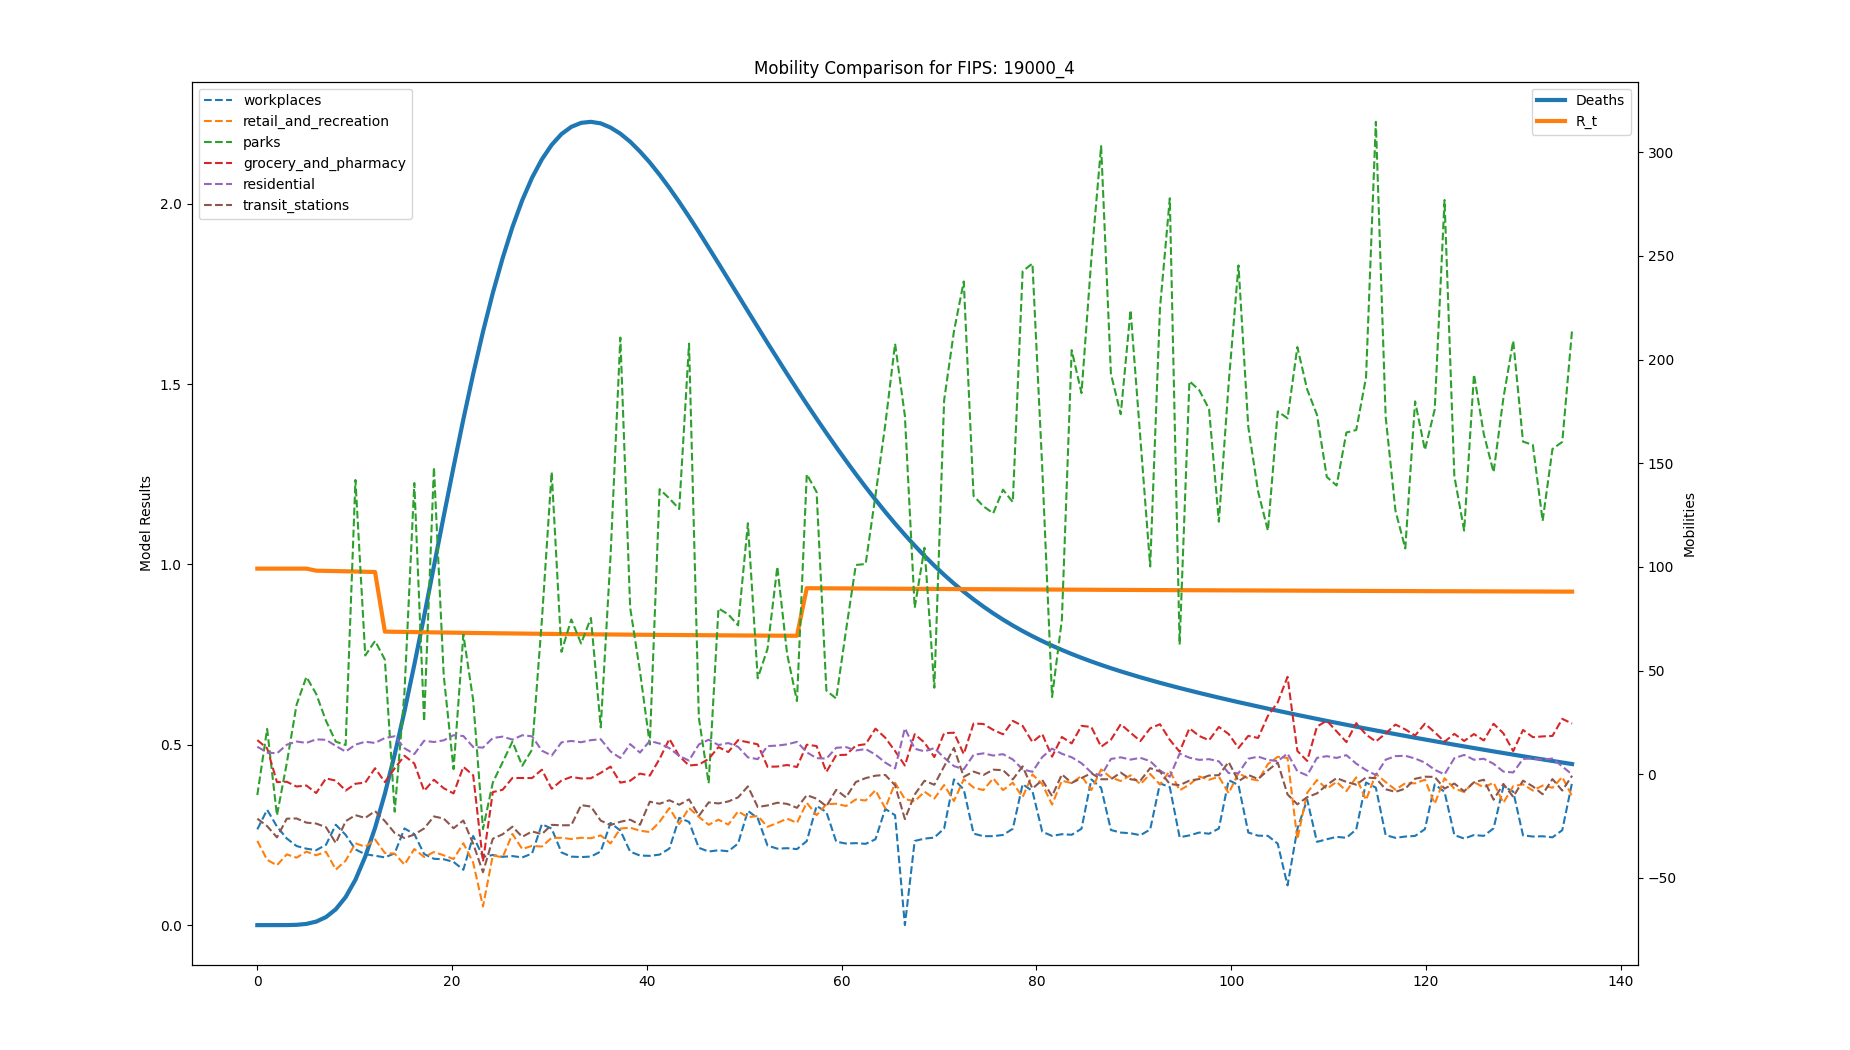 Mobility Comparison for FIPS: 19000_4
workplaces
retail_and_recreation
parks
grocery_and_pharmacy
residential
transit_stations
Deaths
R_t
Model Results
2.0
1.5
1.0
0.5
0.0
Mobilities
300
250
200
150
100
50
0
−50
0 20 40 60 80 100 120 140